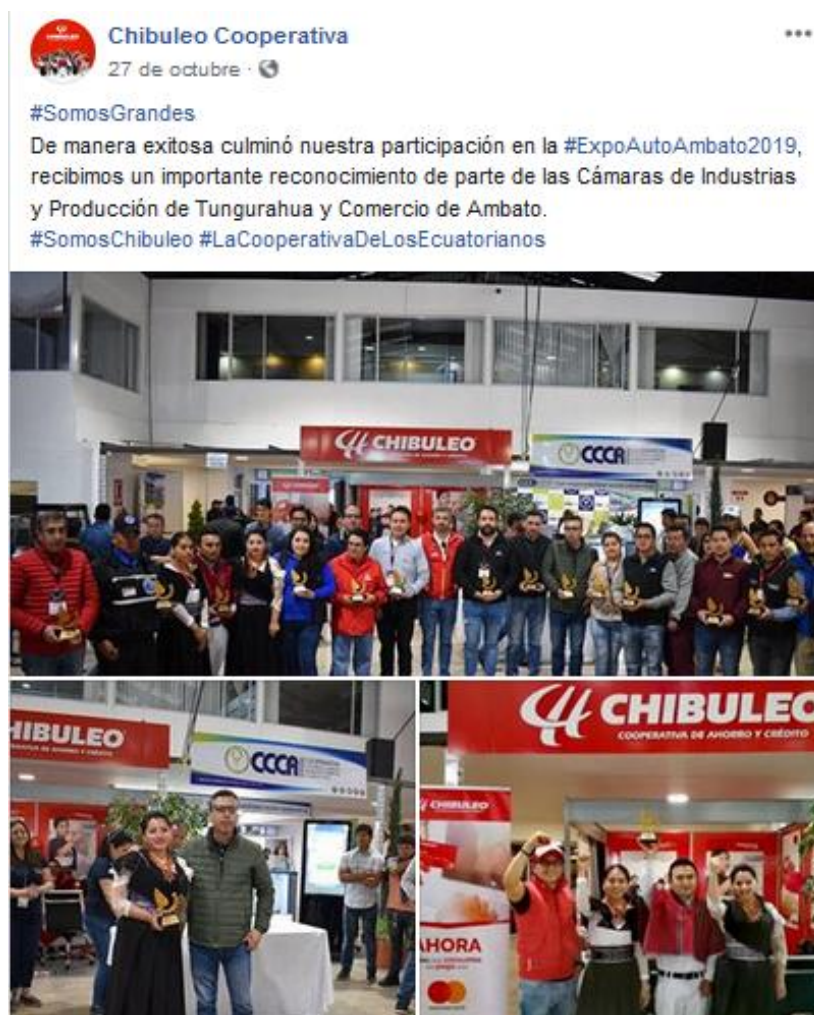 Chibuleo Cooperativa
27 de octubre
#SomosGrandes
De manera exitosa culminó nuestra participación en la #ExpoAutoAmbato2019,
recibimos un importante reconocimiento de parte de las Cámaras de Industrias
y Producción de Tungurahua y Comercio de Ambato.
#SomosChibuleo #LaCooperativaDeLosEcuatorianos
CHIBULEO
CCCA
HIBULEO
CCCA
CHIBULEO
COOPERATIVA DE AHORRO Y CRÉDITO
CHIBULEO
AHORA